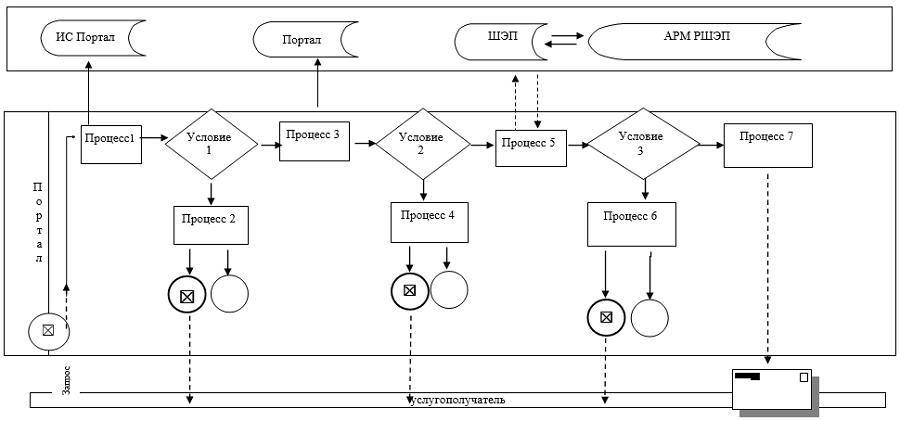 ИС Портал
Портал
ШЭП
АРМ РШЭП
Процесс1
Условие
1
Процесс 3
Условие
2
Процесс 5
Условие
3
Процесс 7
Портал
Процесс 2
Процесс 4
Процесс 6
Запрос
услугополучатель